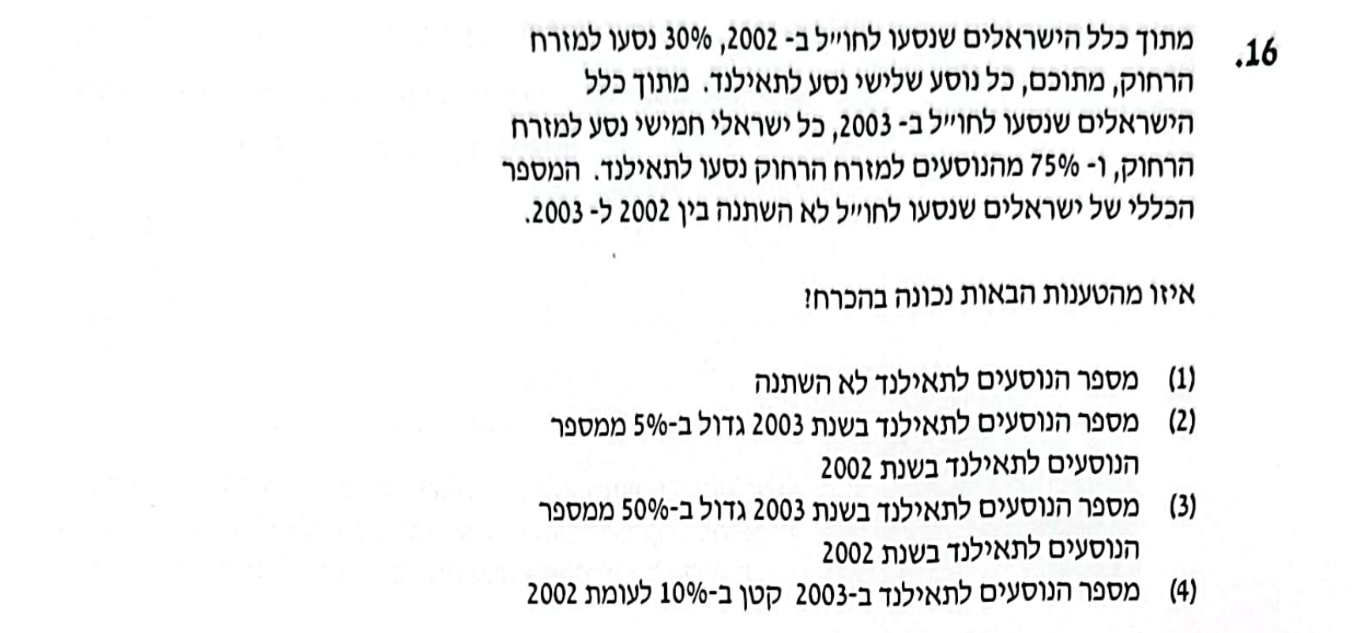 16. מתוך כלל הישראלים שנסעו לחו״ל ב- 2002, 30% נסעו למזרח
הרחוק, מתוכם, כל נוסע שלישי נסע לתאילנד. מתוך כלל
הישראלים שנסעו לחו״ל ב- 2003, כל ישראלי חמישי נסע למזרח
הרחוק, ו- 75% מהנוסעים למזרח הרחוק נסעו לתאילנד. המספר
הכללי של ישראלים שנסעו לחו״ל לא השתנה בין 2002 ל- 2003.
איזו מהטענות הבאות נכונה בהכרח?
(1) מספר הנוסעים לתאילנד לא השתנה
(2) מספר הנוסעים לתאילנד בשנת 2003 גדול ב-5% ממספר
הנוסעים לתאילנד בשנת 2002
(3) מספר הנוסעים לתאילנד בשנת 2003 גדול ב-50% ממספר
הנוסעים לתאילנד בשנת 2002
(4) מספר הנוסעים לתאילנד ב-2003 קטן ב-10% לעומת 2002